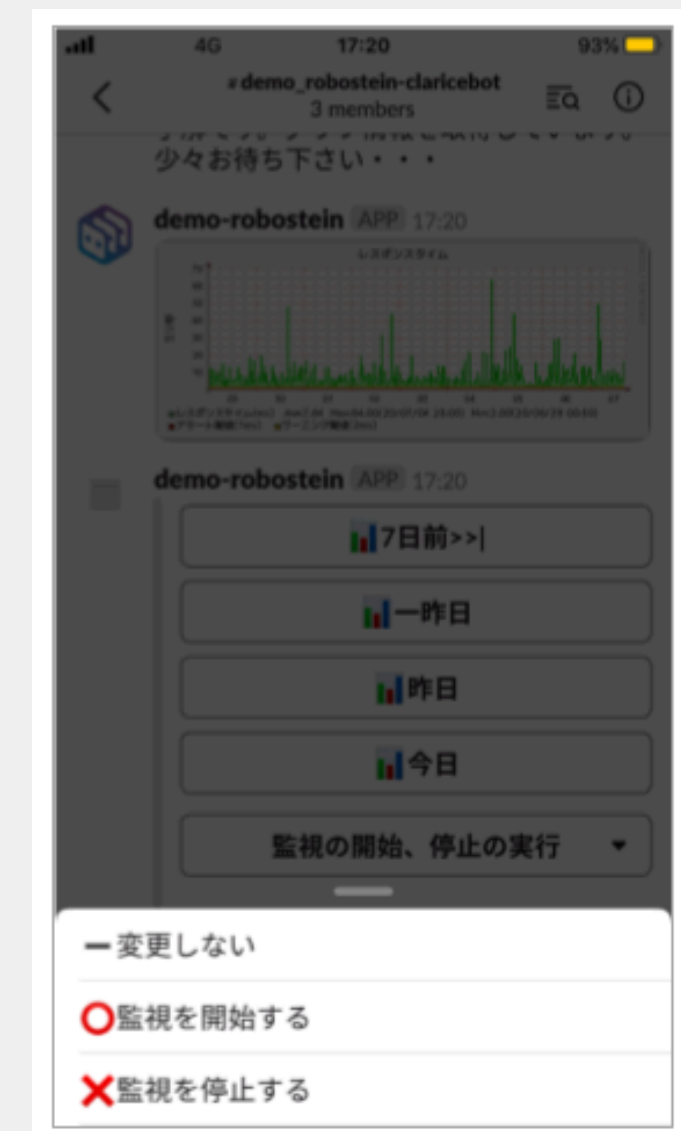 4G 17:20 93%
#demo_robostein-claricebot
3 members
少々お待ち下さい・・・
demo-robostein APP 17:20
レスポンスタイム
demo-robostein APP 17:20
7日前>>|
一昨日
昨日
今日
監視の開始、停止の実行
変更しない
監視を開始する
監視を停止する